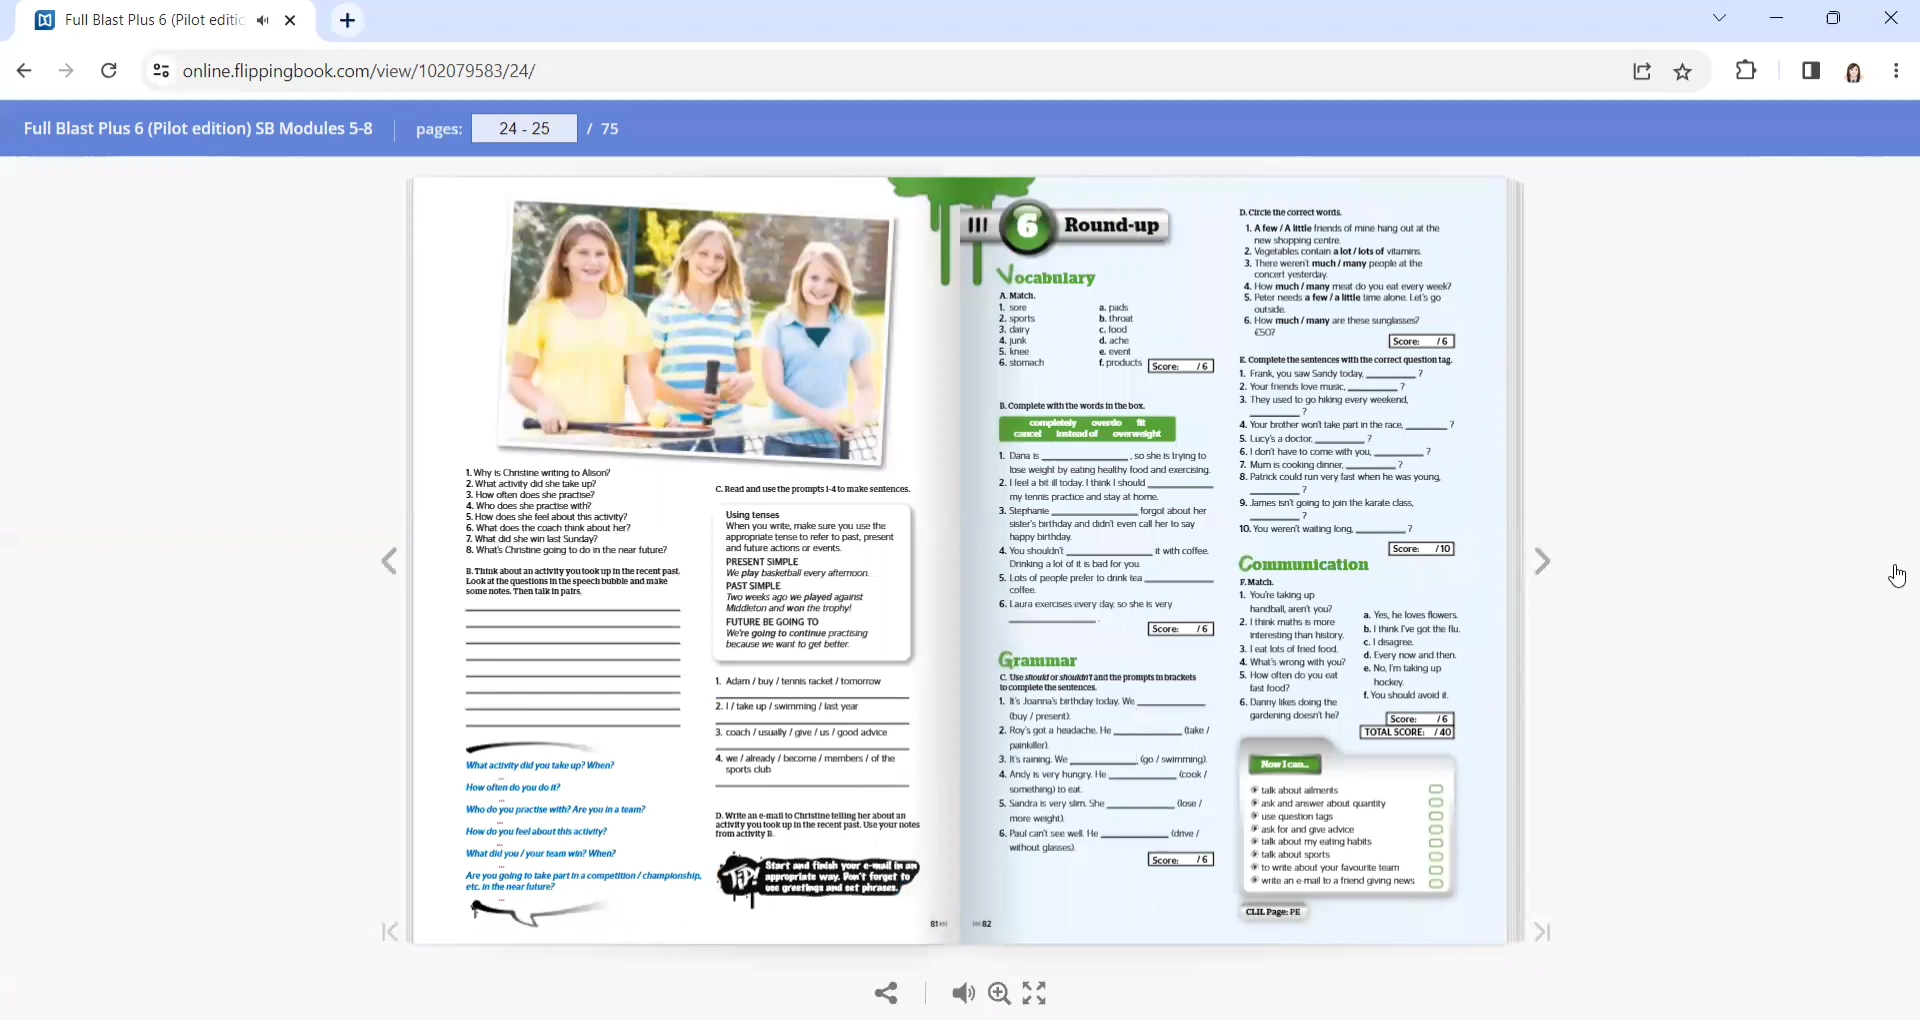 Full Blast Plus 6 (Pilot editic
online.flippingbook.com/view/102079583/24/
Full Blast Plus 6 (Pilot edition) SB Modules 5-8
pages: 24 - 25 / 75
1. Why is Christine writing to Alison?
2. What activity did she take up?
3. How often does she practise?
4. Who does she practise with?
5. How does she feel about this activity?
6. What does the coach think about her?
7. What did she win last Sunday?
8. What's Christine going to do in the near future?
B. Think about an activity you took up in the recent past.
Look at the questions in the speech bubble and make
some notes. Then talk in pairs.
What activity did you take up? When?
...
How often do you do it?
...
Who do you practise with? Are you in a team?
...
How do you feel about this activity?
...
What did you / your team win? When?
...
Are you going to take part in a competition / championship,
etc. in the near future?
...
C. Read and use the prompts 1-4 to make sentences.
Using tenses
When you write, make sure you use the
appropriate tense to refer to past, present
and future actions or events.
PRESENT SIMPLE
We play basketball every afternoon.
PAST SIMPLE
Two weeks ago we played against
Middleton and won the trophy!
FUTURE BE GOING TO
We're going to continue practising
because we want to get better.
1. Adam / buy / tennis racket / tomorrow
2. I / take up / swimming / last year
3. coach / usually / give / us / good advice
4. we / already / become / members / of the
sports club
D. Write an e-mail to Christine telling her about an
activity you took up in the recent past. Use your notes
from activity B.
TiP! Start and finish your e-mail in an
appropriate way. Don't forget to
use greetings and set phrases.
81
6 Round-up
Vocabulary
A. Match.
1. sore a. pads
2. sports b. throat
3. dairy c. food
4. junk d. ache
5. knee e. event
6. stomach f. products Score: /6
B. Complete with the words in the box.
completely overdo fit
cancel instead of overweight
1. Dana is ____________, so she is trying to
lose weight by eating healthy food and exercising.
2. I feel a bit ill today. I think I should ____________
my tennis practice and stay at home.
3. Stephanie ____________ forgot about her
sister's birthday and didn't even call her to say
happy birthday.
4. You shouldn't ____________ it with coffee.
Drinking a lot of it is bad for you.
5. Lots of people prefer to drink tea ____________
coffee.
6. Laura exercises every day, so she is very
____________.
Score: /6
Grammar
C. Use should or shouldn't and the prompts in brackets
to complete the sentences.
1. It's Joanna's birthday today. We ____________
(buy / present).
2. Roy's got a headache. He ____________ (take /
painkiller).
3. It's raining. We ____________ (go / swimming).
4. Andy is very hungry. He ____________ (cook /
something) to eat.
5. Sandra is very slim. She ____________ (lose /
more weight).
6. Paul can't see well. He ____________ (drive /
without glasses).
Score: /6
82
D. Circle the correct words.
1. A few / A little friends of mine hang out at the
new shopping centre.
2. Vegetables contain a lot / lots of vitamins.
3. There weren't much / many people at the
concert yesterday.
4. How much / many meat do you eat every week?
5. Peter needs a few / a little time alone. Let's go
outside.
6. How much / many are these sunglasses?
€50?
Score: /6
E. Complete the sentences with the correct question tag.
1. Frank, you saw Sandy today, ________ ?
2. Your friends love music, ________ ?
3. They used to go hiking every weekend,
________ ?
4. Your brother won't take part in the race, ________ ?
5. Lucy's a doctor, ________ ?
6. I don't have to come with you, ________ ?
7. Mum is cooking dinner, ________ ?
8. Patrick could run very fast when he was young,
________ ?
9. James isn't going to join the karate class,
________ ?
10. You weren't waiting long, ________ ?
Score: /10
Communication
F. Match.
1. You're taking up
handball, aren't you?
2. I think maths is more
interesting than history.
3. I eat lots of fried food.
4. What's wrong with you?
5. How often do you eat
fast food?
6. Danny likes doing the
gardening doesn't he?
a. Yes, he loves flowers.
b. I think I've got the flu.
c. I disagree.
d. Every now and then.
e. No, I'm taking up
hockey.
f. You should avoid it.
Score: /6
TOTAL SCORE: /40
Now I can...
talk about ailments
ask and answer about quantity
use question tags
ask for and give advice
talk about my eating habits
talk about sports
to write about your favourite team
write an e-mail to a friend giving news
CLIL Page: PE